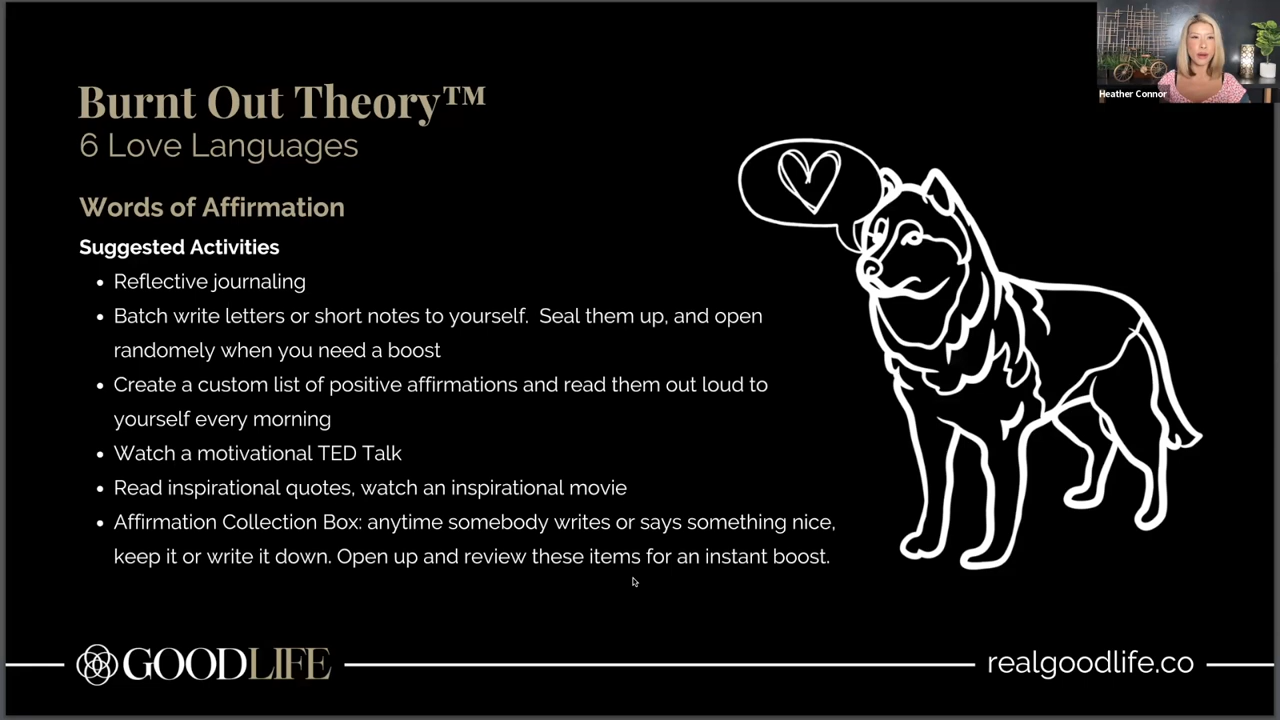 Heather Connor
Burnt Out Theory™
6 Love Languages
Words of Affirmation
Suggested Activities
• Reflective journaling
• Batch write letters or short notes to yourself.  Seal them up, and open
randomely when you need a boost
• Create a custom list of positive affirmations and read them out loud to
yourself every morning
• Watch a motivational TED Talk
• Read inspirational quotes, watch an inspirational movie
• Affirmation Collection Box: anytime somebody writes or says something nice,
keep it or write it down. Open up and review these items for an instant boost.
GOODLIFE
realgoodlife.co